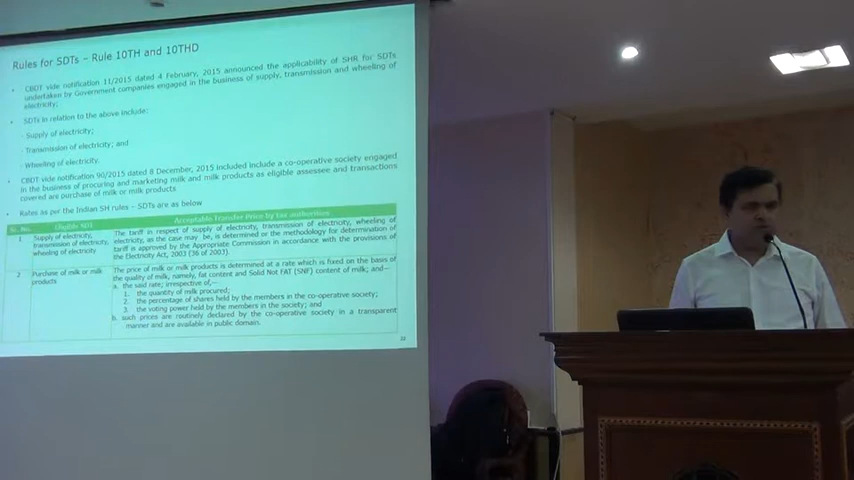 Rules for SDTs – Rule 10TH and 10THD
• CBDT vide notification 11/2015 dated 4 February, 2015 announced the applicability of SHR for SDTs
undertaken by Government companies engaged in the business of supply, transmission and wheeling of
electricity;
• SDTs in relation to the above include:
- Supply of electricity;
- Transmission of electricity; and
- Wheeling of electricity.
• CBDT vide notification 90/2015 dated 8 December, 2015 included include a co-operative society engaged
in the business of procuring and marketing milk and milk products as eligible assessee and transactions
covered are purchase of milk or milk products
• Rates as per the Indian SH rules – SDTs are as below
Sr. No. Eligible SDT Acceptable Transfer Price by tax authorities
1 Supply of electricity, transmission of electricity, wheeling of electricity
The tariff in respect of supply of electricity, transmission of electricity, wheeling of
electricity, as the case may be, is determined or the methodology for determination of
tariff is approved by the Appropriate Commission in accordance with the provisions of
the Electricity Act, 2003 (36 of 2003).
2 Purchase of milk or milk products
The price of milk or milk products is determined at a rate which is fixed on the basis of
the quality of milk, namely, fat content and Solid Not FAT (SNF) content of milk; and—
a. the said rate, irrespective of,—
1. the quantity of milk procured;
2. the percentage of shares held by the members in the co-operative society;
3. the voting power held by the members in the society; and
b. such prices are routinely declared by the co-operative society in a transparent
manner and are available in public domain.